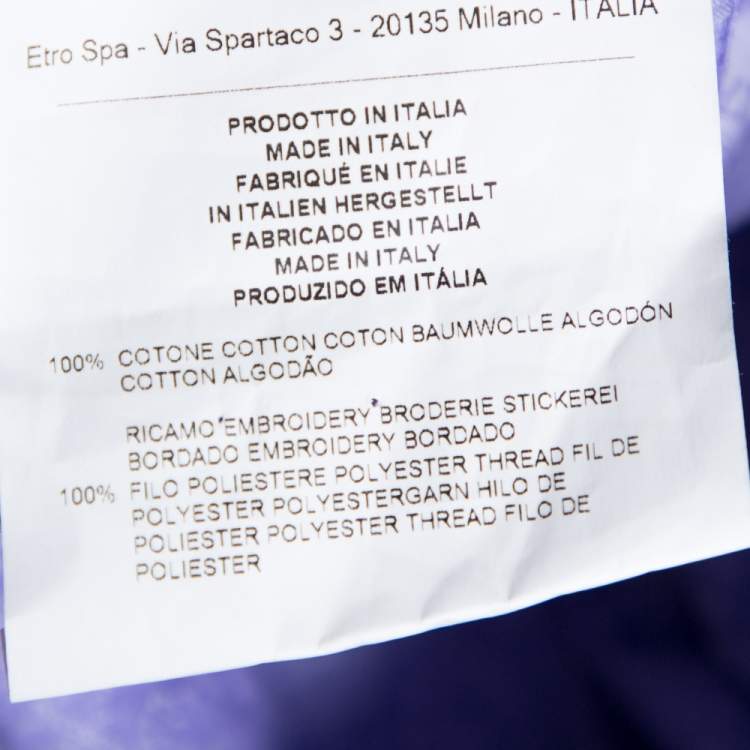 Etro Spa - Via Spartaco 3 - 20135 Milano - ITALIA
PRODOTTO IN ITALIA
MADE IN ITALY
FABRIQUÉ EN ITALIE
IN ITALIEN HERGESTELLT
FABRICADO EN ITALIA
MADE IN ITALY
PRODUZIDO EM ITÁLIA
100% COTONE COTTON COTON BAUMWOLLE ALGODÓN
COTTON ALGODÃO
RICAMO EMBROIDERY BRODERIE STICKEREI
BORDADO EMBROIDERY BORDADO
100% FILO POLIESTERE POLYESTER THREAD FIL DE
POLYESTER POLYESTERGARN HILO DE
POLIESTER POLYESTER THREAD FILO DE
POLIESTER